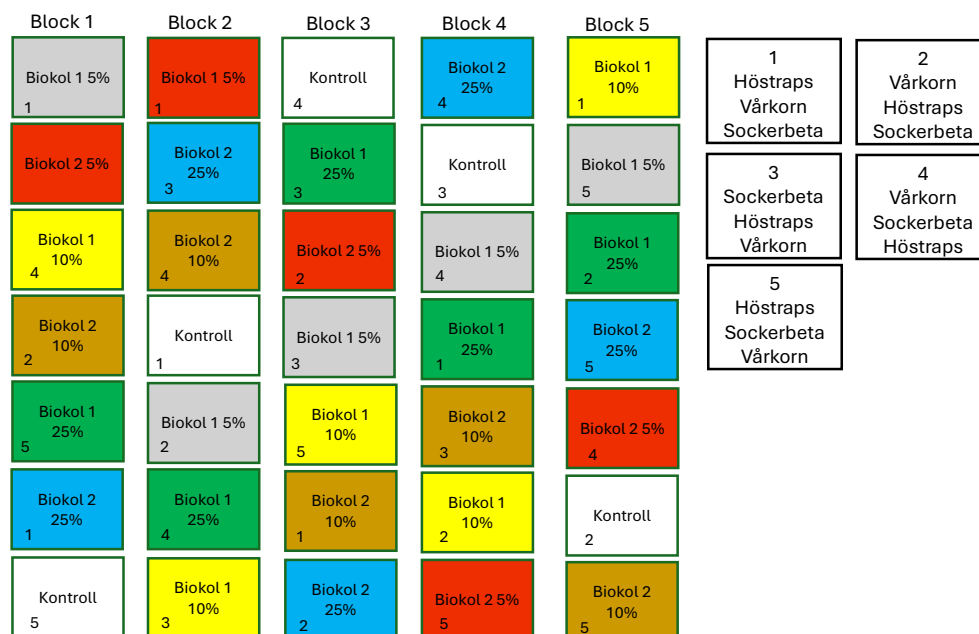 Block 1
Block 2
Block 3
Block 4
Block 5
Biokol 1 5%
1
Biokol 1 5%
1
Kontroll
4
Biokol 2
25%
4
Biokol 1
10%
1
Biokol 2 5%
Biokol 2
25%
3
Biokol 1
25%
3
Kontroll
3
Biokol 1 5%
5
Biokol 1
10%
4
Biokol 2
10%
4
Biokol 2 5%
2
Biokol 1 5%
4
Biokol 1
25%
2
Biokol 2
10%
2
Kontroll
1
Biokol 1 5%
3
Biokol 1
25%
1
Biokol 2
25%
5
Biokol 1
25%
5
Biokol 1 5%
2
Biokol 1
10%
5
Biokol 2
10%
3
Biokol 2 5%
4
Biokol 2
25%
1
Biokol 1
25%
4
Biokol 2
10%
1
Biokol 1
10%
2
Kontroll
2
Kontroll
5
Biokol 1
10%
3
Biokol 2
25%
2
Biokol 2 5%
5
Biokol 2
10%
5
1
Höstraps
Vårkorn
Sockerbeta
2
Vårkorn
Höstraps
Sockerbeta
3
Sockerbeta
Höstraps
Vårkorn
4
Vårkorn
Sockerbeta
Höstraps
5
Höstraps
Sockerbeta
Vårkorn